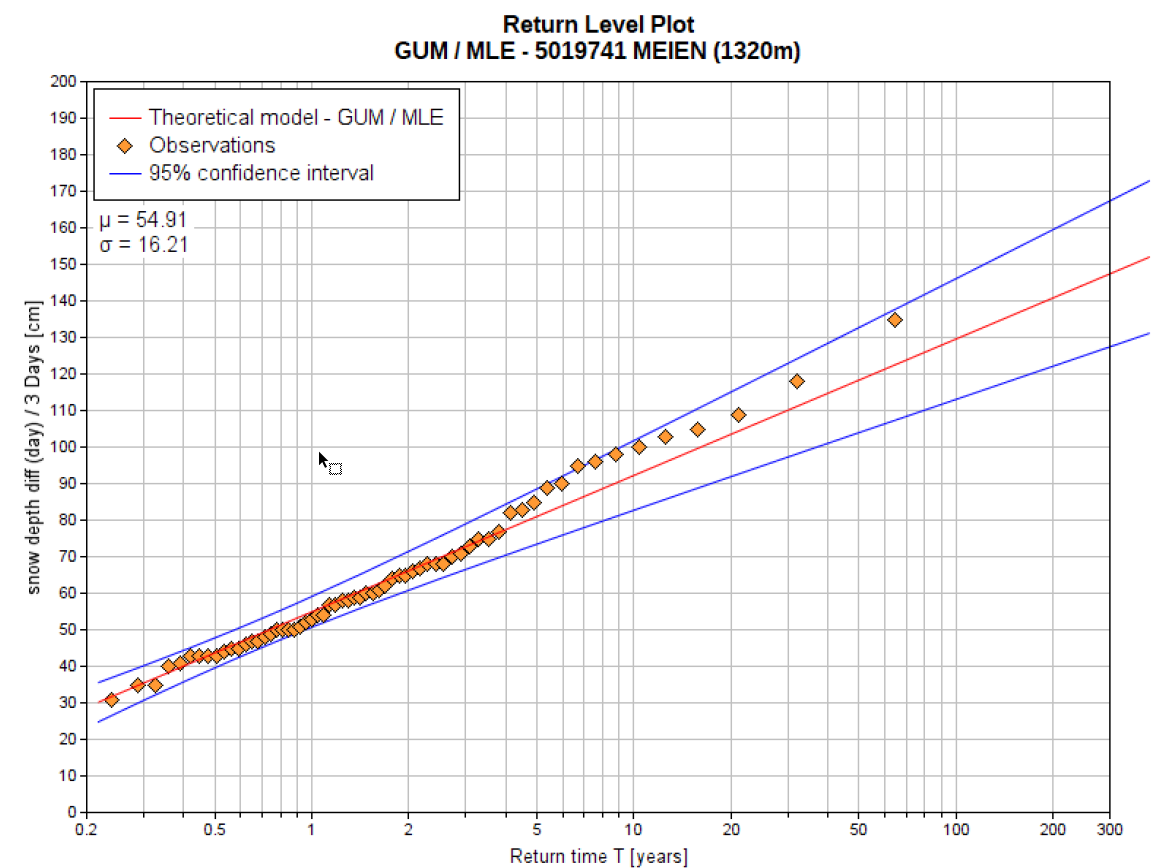 Return Level Plot
GUM / MLE - 5019741 MEIEN (1320m)
Theoretical model - GUM / MLE
Observations
95% confidence interval
μ = 54.91
σ = 16.21
snow depth diff (day) / 3 Days [cm]
200
190
180
170
160
150
140
130
120
110
100
90
80
70
60
50
40
30
20
10
0
0.2 0.5 1 2 5 10 20 50 100 200 300
Return time T [years]